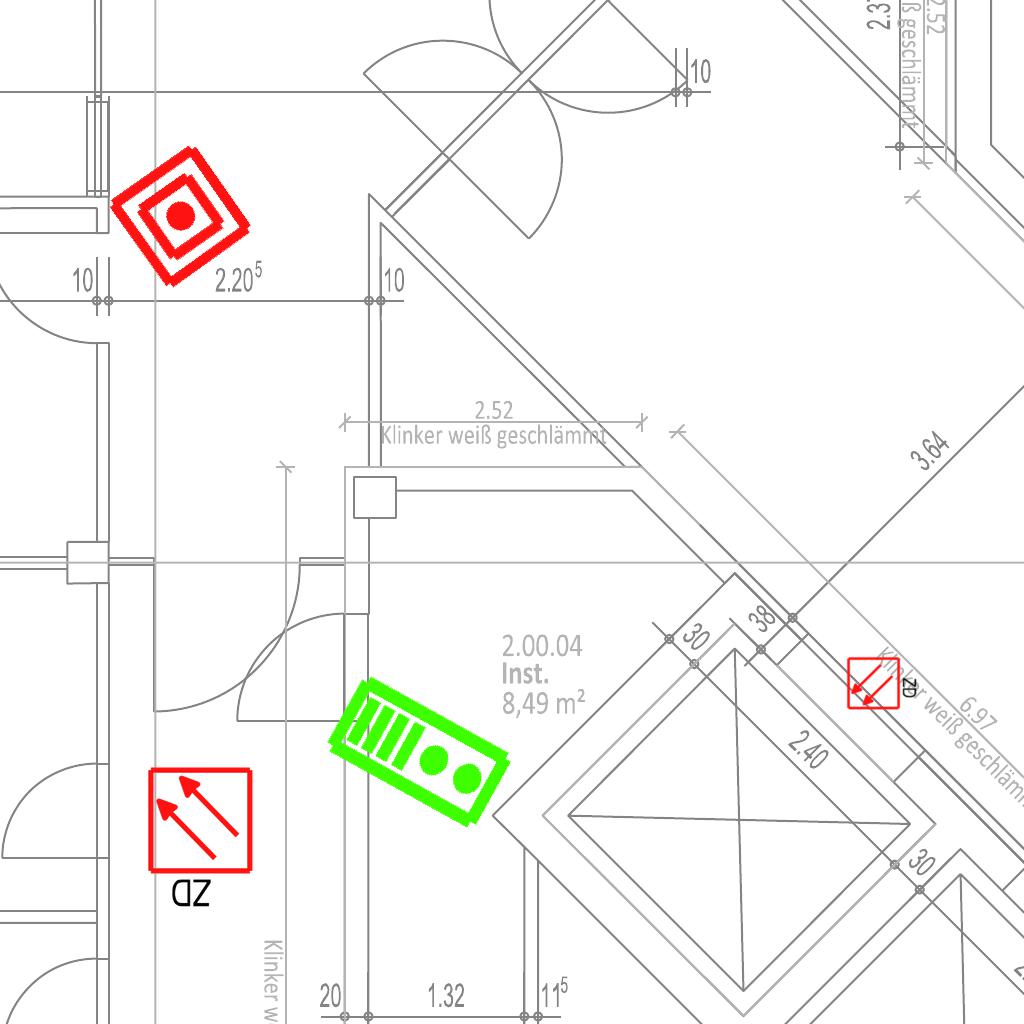 2.37
geschlämmt
2.52
10
10
2.20⁵
10
2.52
Klinker weiß geschlämmt
3.64
2.00.04
Inst.
8,49 m²
30
38
ZD
Klinker weiß geschlämm
6.97
2.40
30
ZD
Klinker w
20
1.32
11⁵